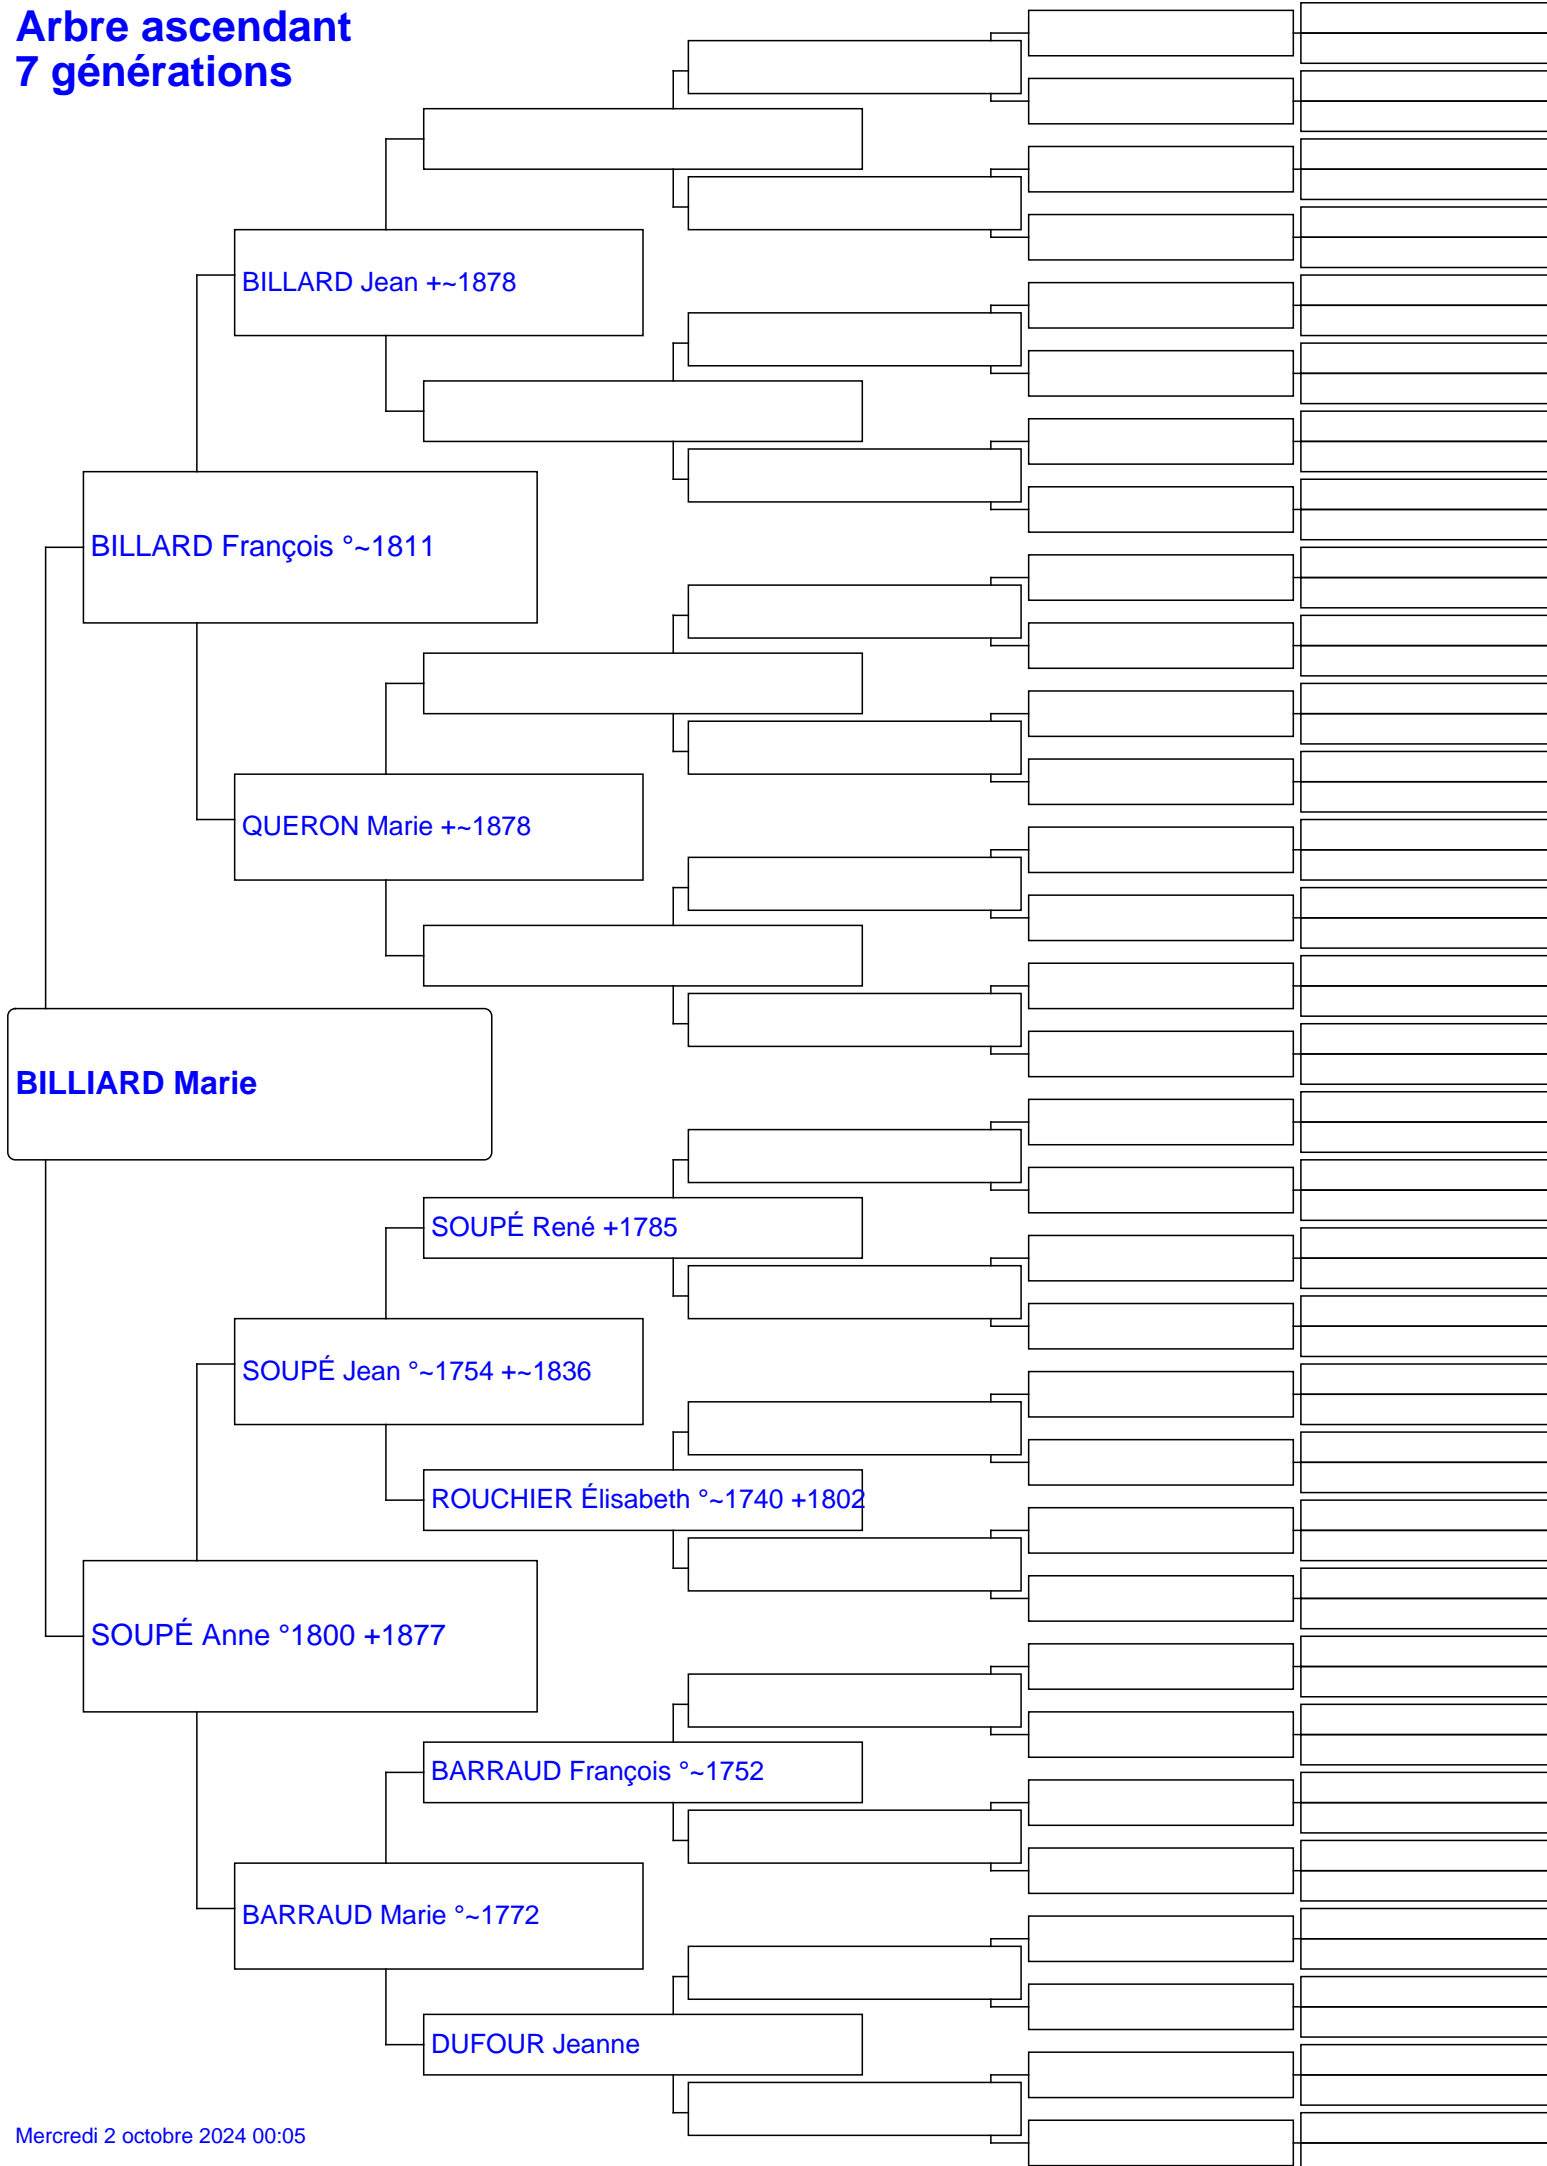 Arbre ascendant
7 générations
BILLARD Jean +~1878
BILLARD François °~1811
QUERON Marie +~1878
BILLIARD Marie
SOUPÉ René +1785
SOUPÉ Jean °~1754 +~1836
ROUCHIER Élisabeth °~1740 +1802
SOUPÉ Anne °1800 +1877
BARRAUD François °~1752
BARRAUD Marie °~1772
DUFOUR Jeanne
Mercredi 2 octobre 2024 00:05